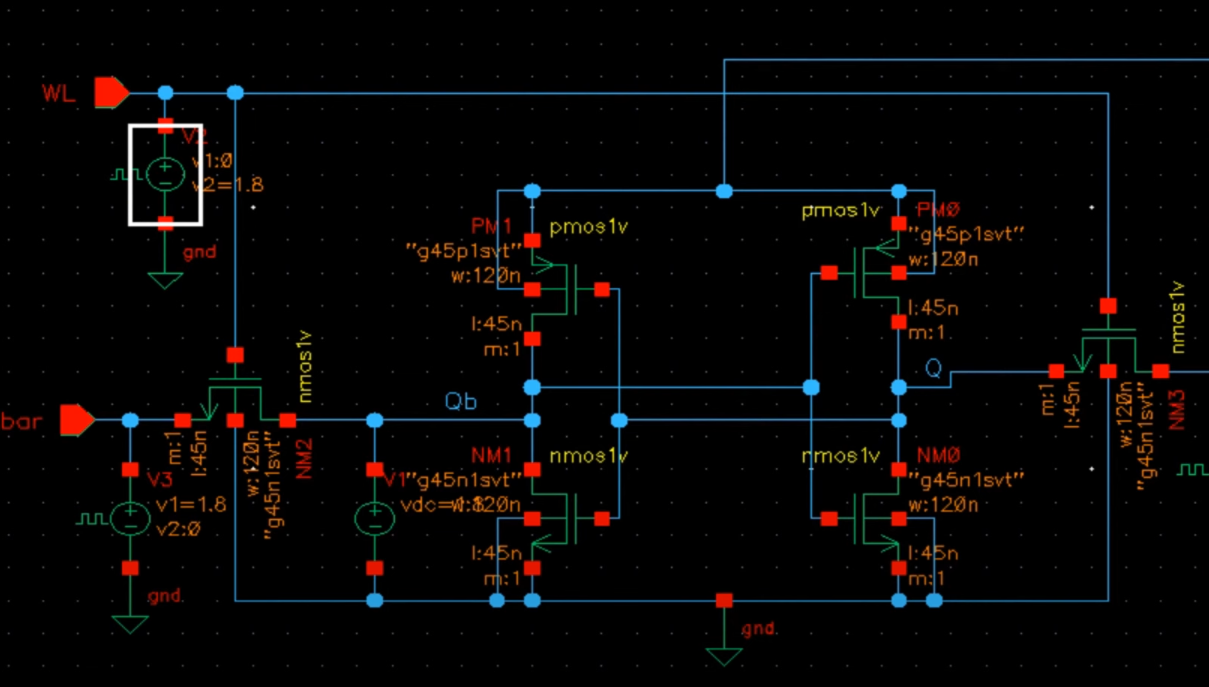 WL
V2
v1:0
v2=1.8
gnd
PM1
pmos1v
"g45p1svt"
w:120n
l:45n
m:1
pmos1v
PM0
"g45p1svt"
w:120n
l:45n
m:1
nmos1v
m:1
l:45n
w:120n
"g45n1svt"
NM2
Qb
Q
m:1
l:45n
w:120n
"g45n1svt"
NM3
nmos1v
bar
V3
v1=1.8
v2:0
gnd
V1
NM1
nmos1v
"g45n1svt"
w:120n
l:45n
m:1
nmos1v
NM0
"g45n1svt"
w:120n
l:45n
m:1
gnd